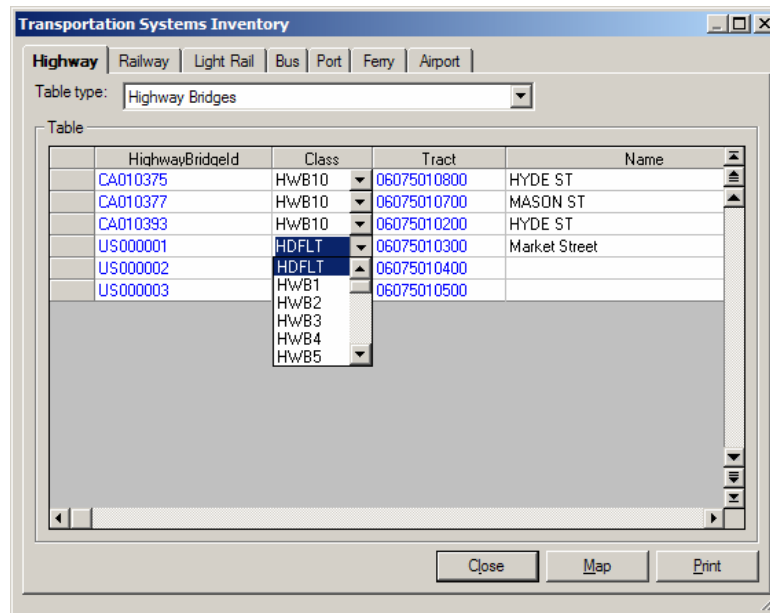 Transportation Systems Inventory
Highway Railway Light Rail Bus Port Ferry Airport
Table type: Highway Bridges
Table
HighwayBridgeId Class Tract Name
CA010375 HWB10 06075010800 HYDE ST
CA010377 HWB10 06075010700 MASON ST
CA010393 HWB10 06075010200 HYDE ST
US000001 HDFLT 06075010300 Market Street
US000002 HDFLT 06075010400
US000003 HWB1 06075010500
HWB2
HWB3
HWB4
HWB5
Close Map Print